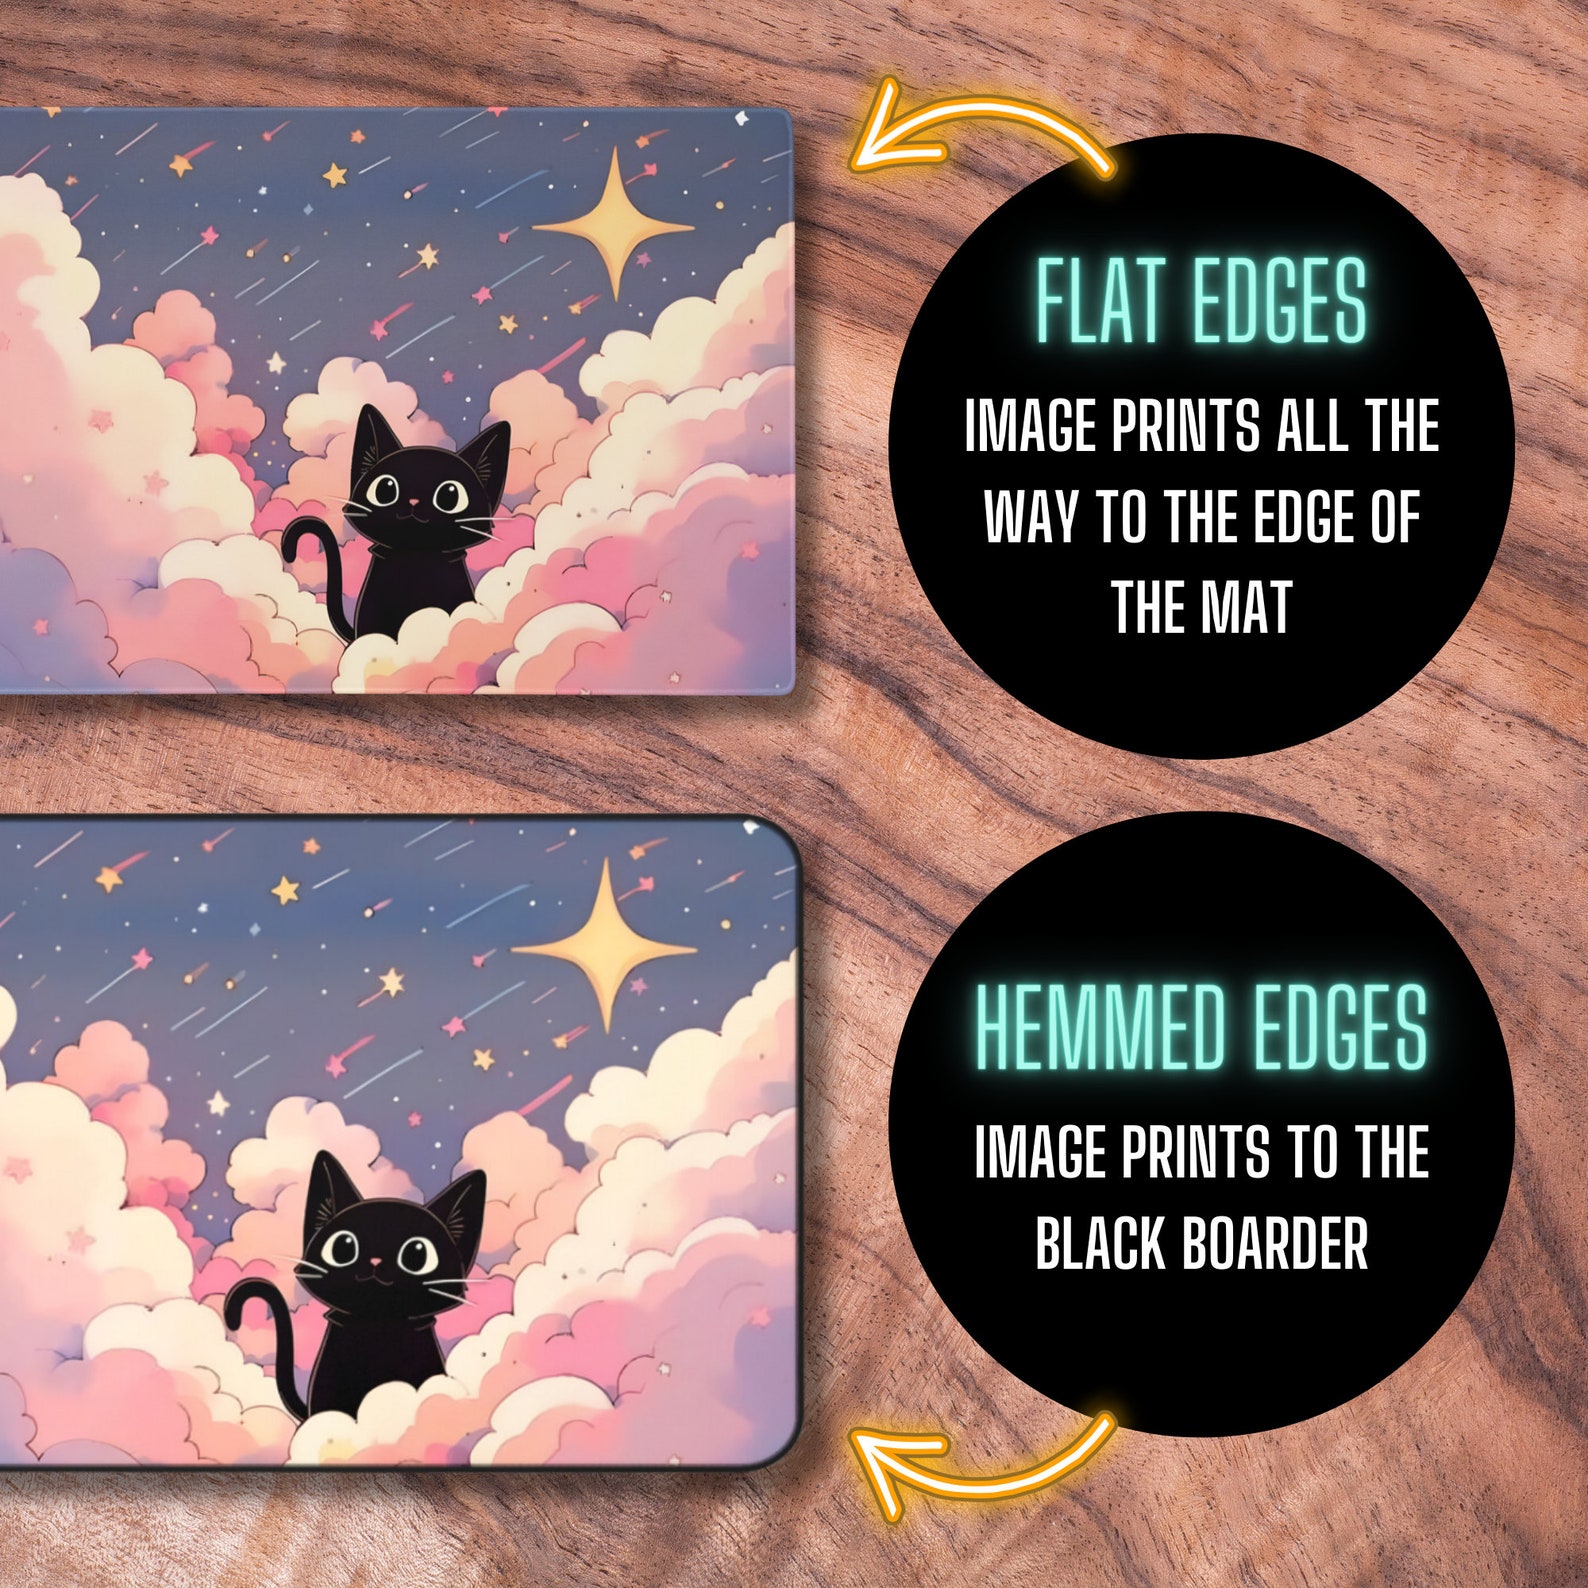 FLAT EDGES
IMAGE PRINTS ALL THE
WAY TO THE EDGE OF
THE MAT
HEMMED EDGES
IMAGE PRINTS TO THE
BLACK BOARDER